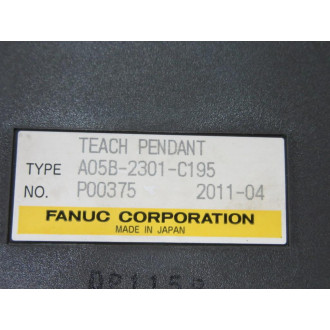 TEACH PENDANT
TYPE A05B-2301-C195
NO. P00375 2011-04
FANUC CORPORATION
MADE IN JAPAN